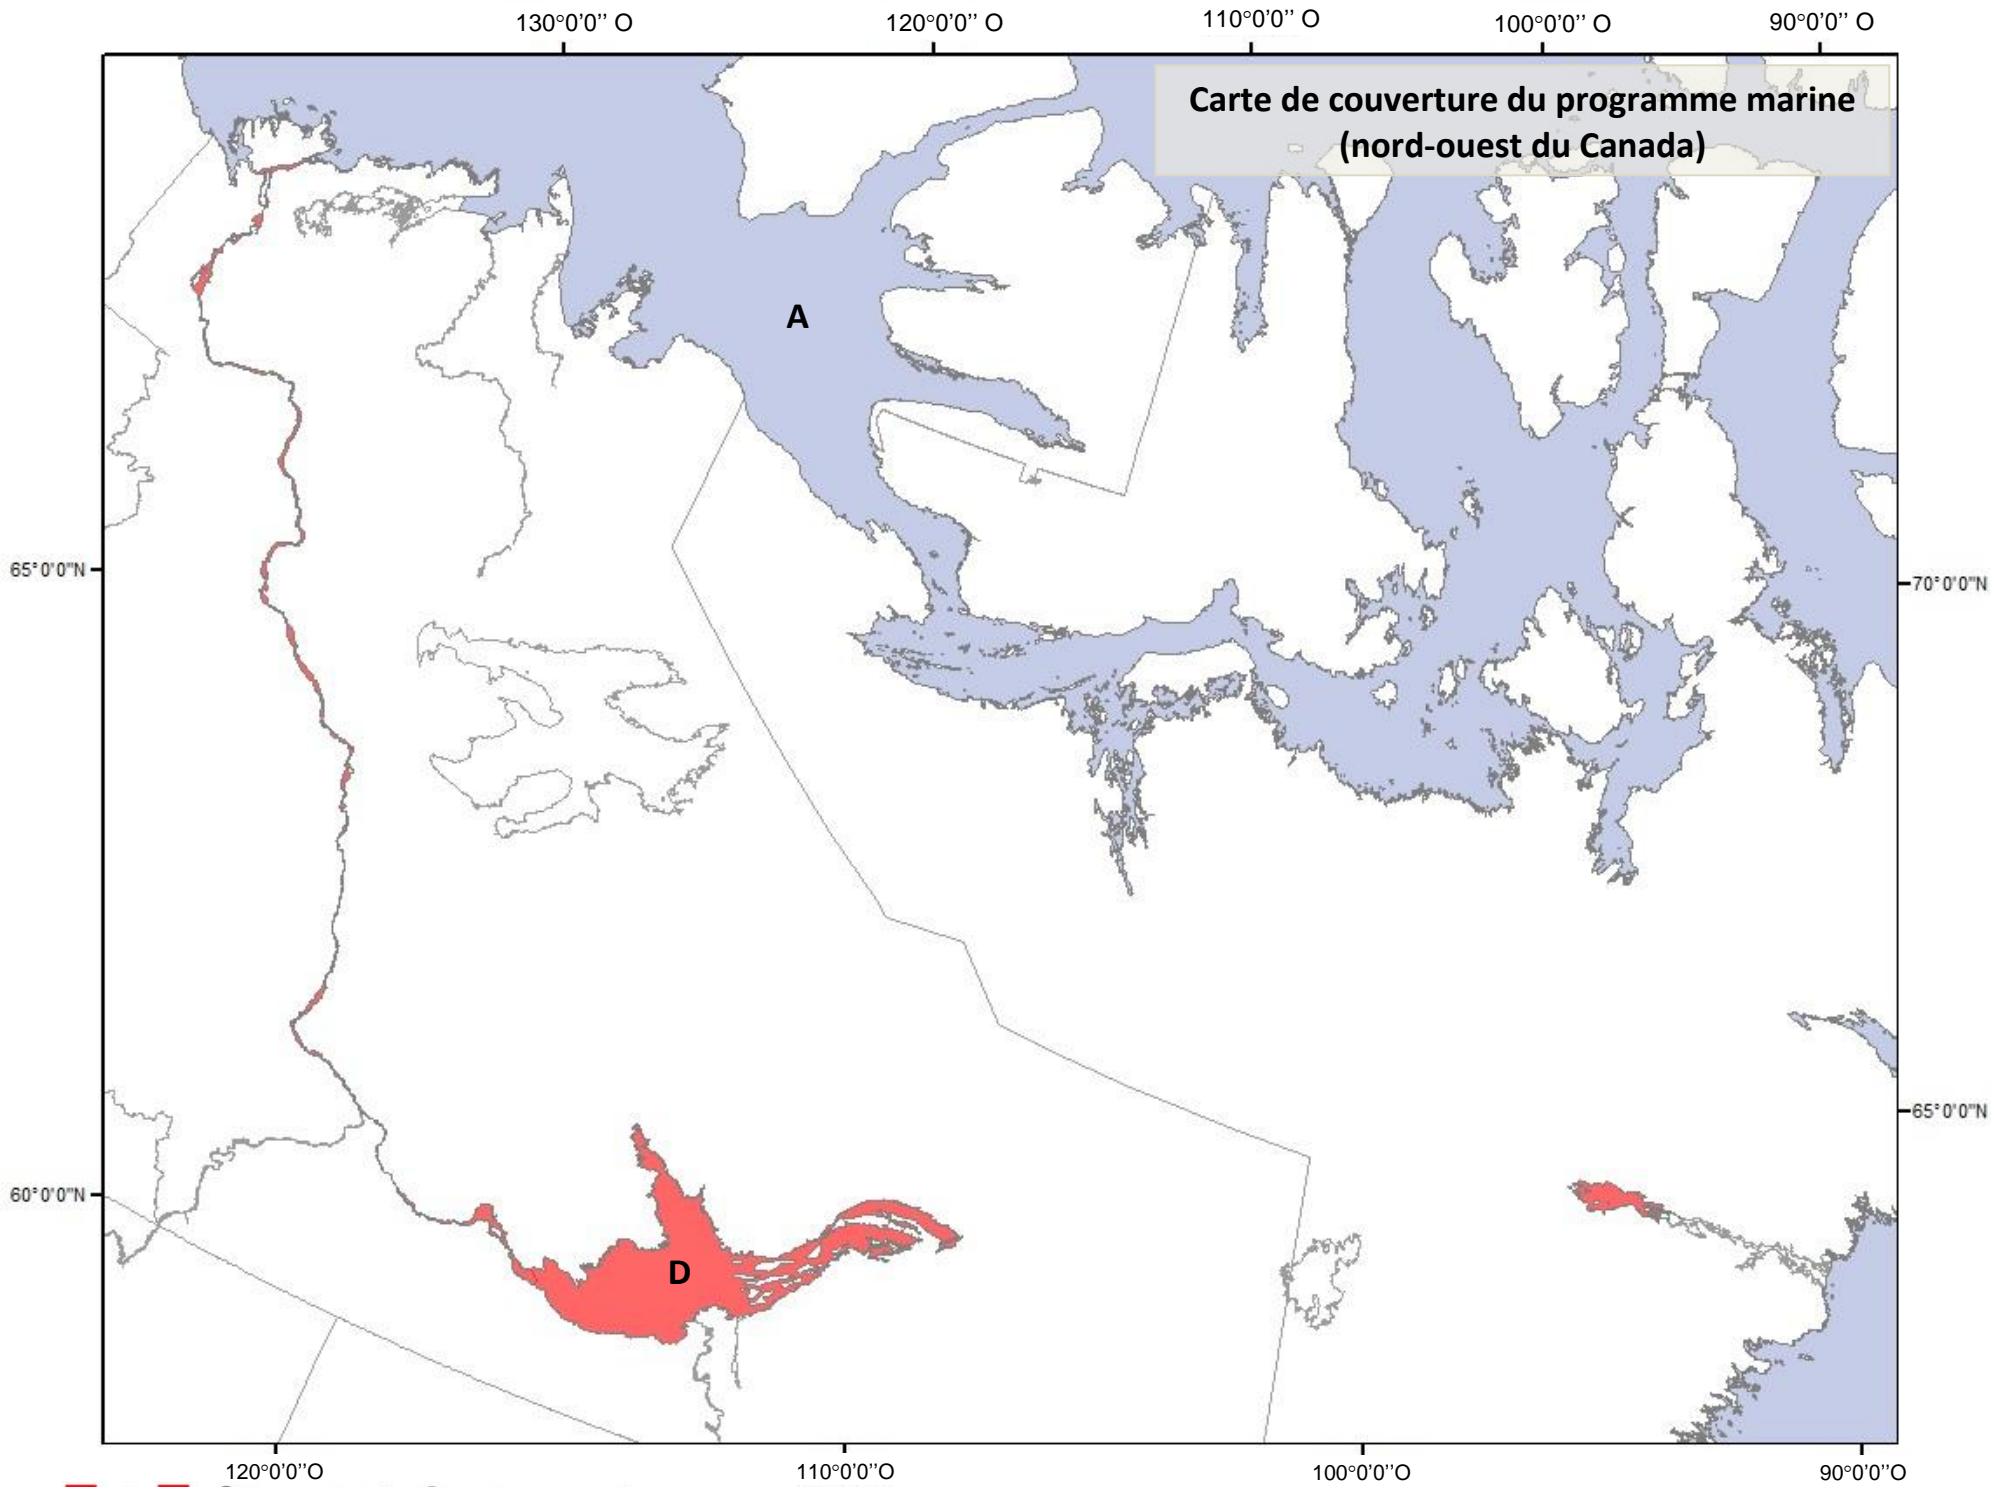 130°0’0’’ O
120°0’0’’ O
110°0’0’’ O
100°0’0’’ O
90°0’0’’ O
Carte de couverture du programme marine
(nord-ouest du Canada)
A
65°0'0"N
70°0'0"N
65°0'0"N
60°0'0"N
D
120°0’0’’O
110°0’0’’O
100°0’0’’O
90°0’0’’O